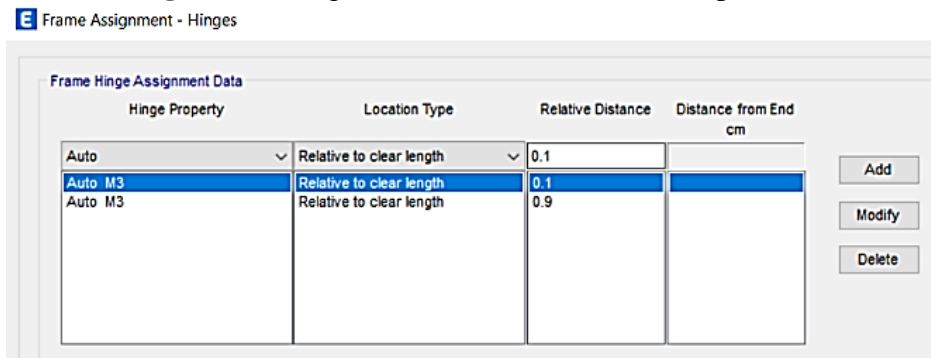 E Frame Assignment - Hinges
Frame Hinge Assignment Data
Hinge Property Location Type Relative Distance Distance from End
cm
Auto Relative to clear length 0.1
Add
Auto M3 Relative to clear length 0.1
Auto M3 Relative to clear length 0.9
Modify
Delete